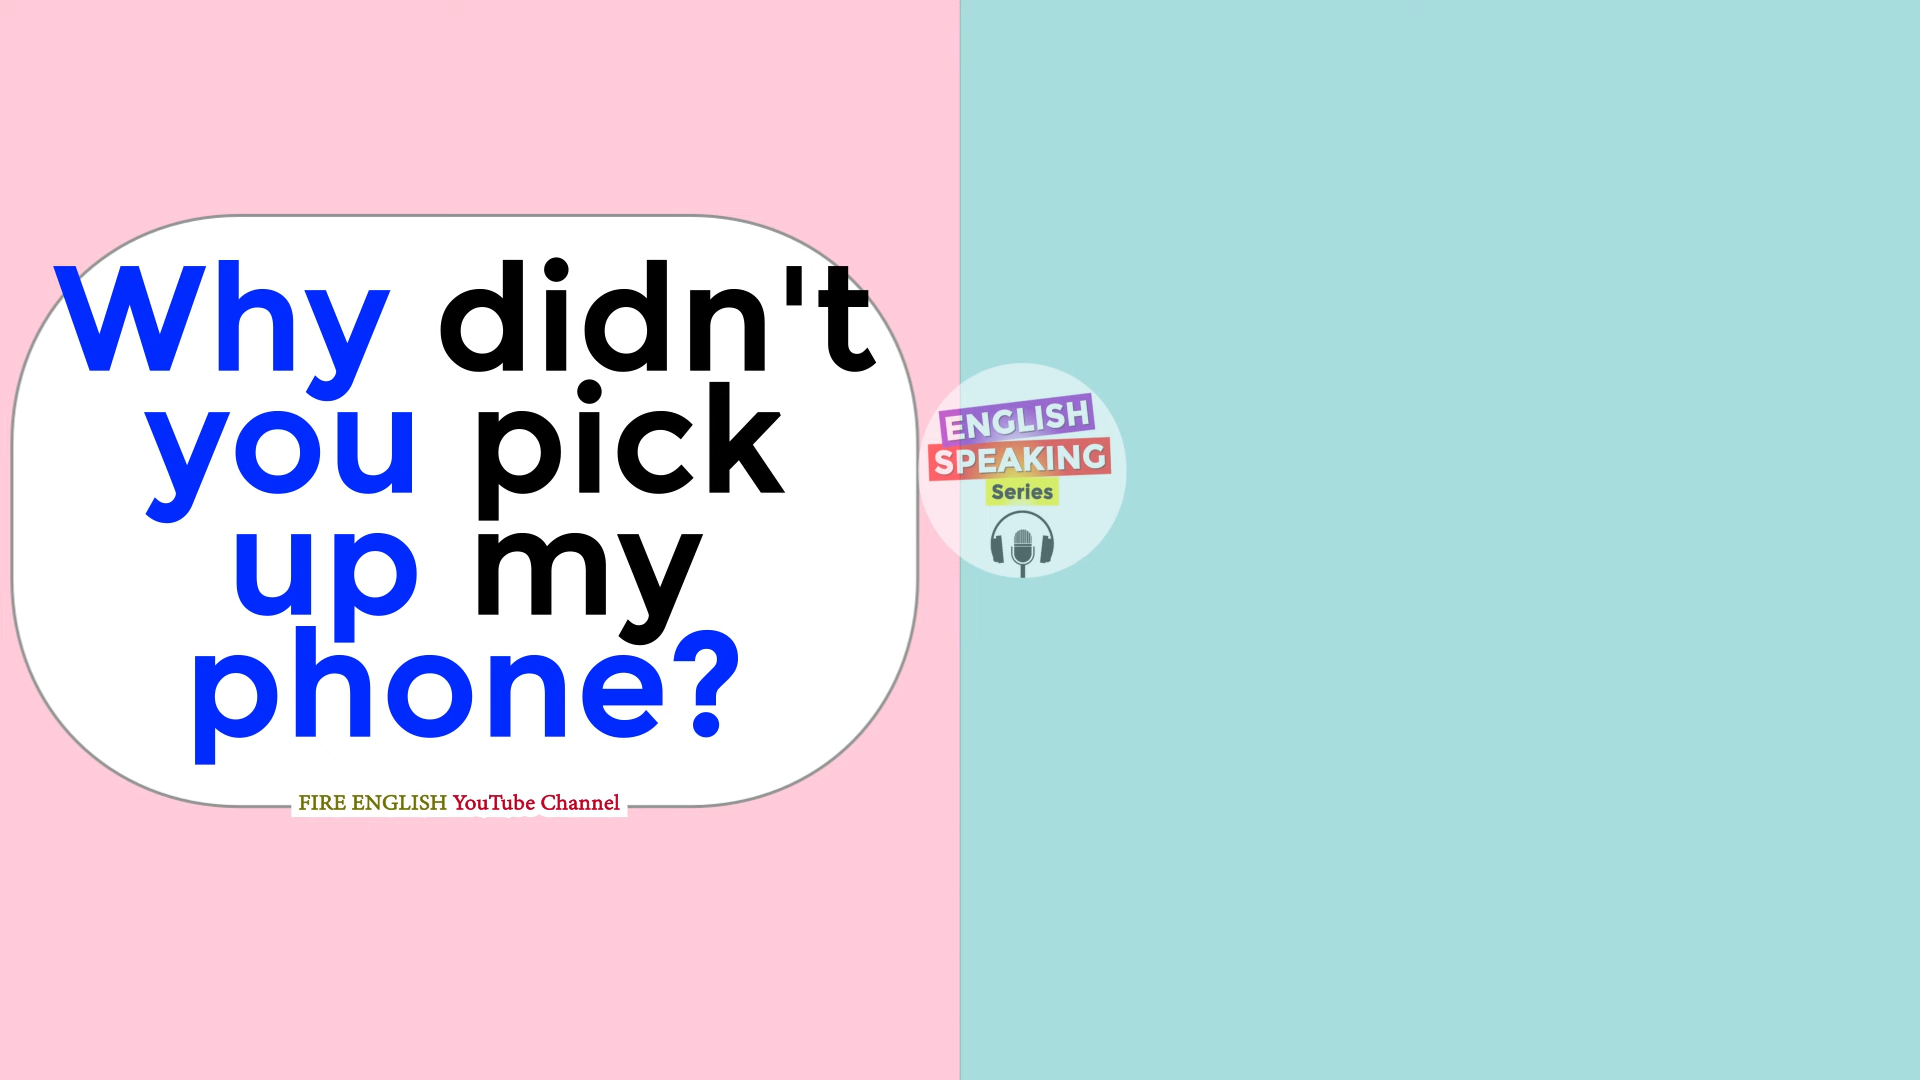 Why didn't
you pick
up my
phone?
FIRE ENGLISH YouTube Channel
ENGLISH
SPEAKING
Series